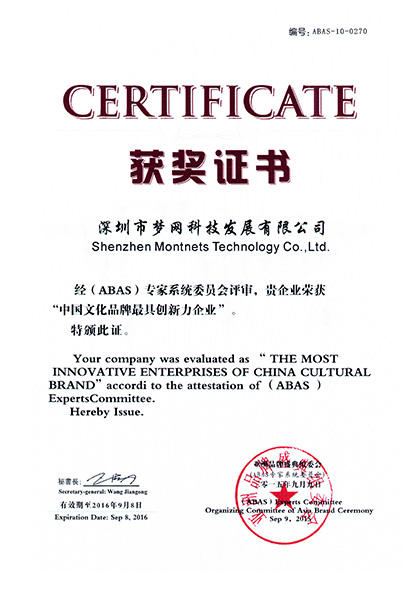 编号: ABAS-10-0270
CERTIFICATE
获奖证书
深圳市梦网科技发展有限公司
Shenzhen Montnets Technology Co.,Ltd.
经（ABAS）专家系统委员会评审，贵企业荣获
“中国文化品牌最具创新力企业”。
特颁此证。
Your company was evaluated as “ THE MOST
INNOVATIVE ENTERPRISES OF CHINA CULTURAL
BRAND” accordi to the attestation of（ABAS ）
ExpertsCommittee.
Hereby Issue.
秘書長:
Secretary-general: Wang Jiangong
有效期至2016年9月8日
Expiration Date: Sep 8, 2016
亚洲品牌盛典组委会
(ABAS专家系统委员会)
二〇一五年九月九日
(ABAS) Experts Committee
Organizing Committee of Asia Brand Ceremony
Sep 9, 2015